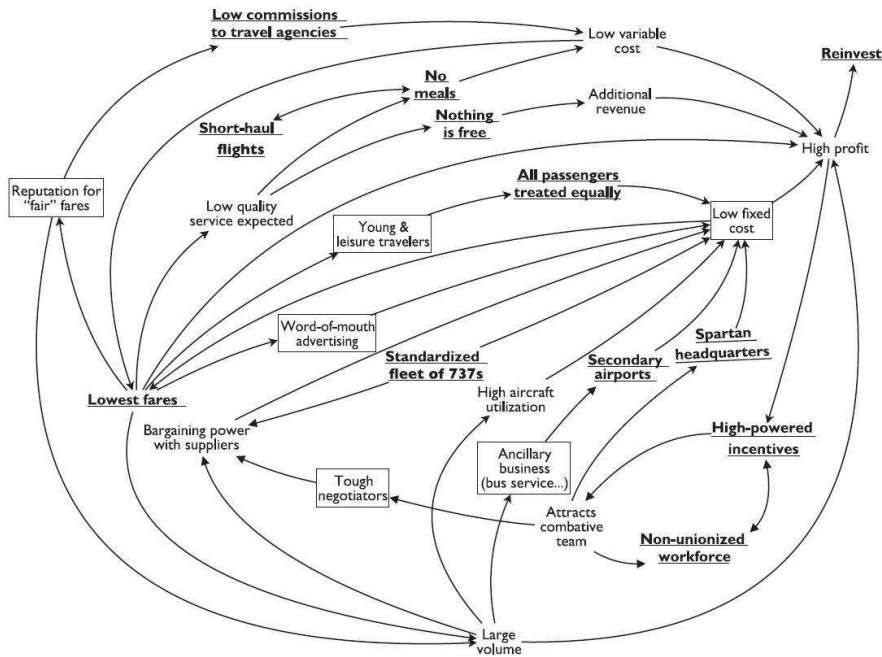 Low commissions
to travel agencies
Low variable
cost
Reinvest
No
meals
Additional
revenue
Nothing
is free
Short-haul
flights
High profit
All passengers
treated equally
Reputation for
“fair” fares
Low quality
service expected
Young &
leisure travelers
Low fixed
cost
Word-of-mouth
advertising
Standardized
fleet of 737s
Secondary
airports
Spartan
headquarters
High aircraft
utilization
Lowest fares
Bargaining power
with suppliers
High-powered
incentives
Ancillary
business
(bus service...)
Tough
negotiators
Attracts
combative
team
Non-unionized
workforce
Large
volume